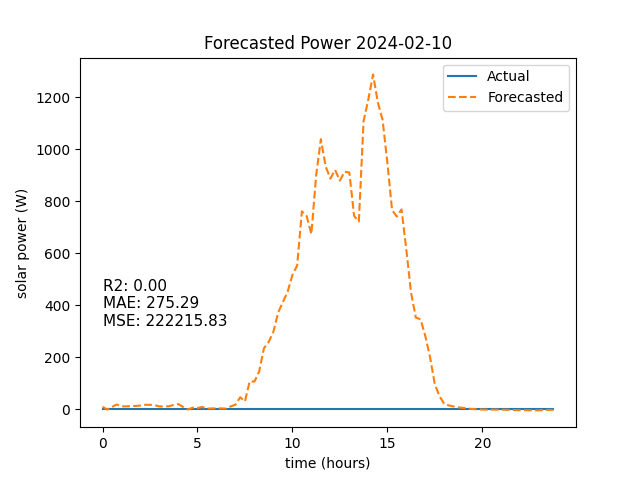 Forecasted Power 2024-02-10
Actual
Forecasted
1200
1000
800
600
400
200
0
solar power (W)
R2: 0.00
MAE: 275.29
MSE: 222215.83
0 5 10 15 20
time (hours)